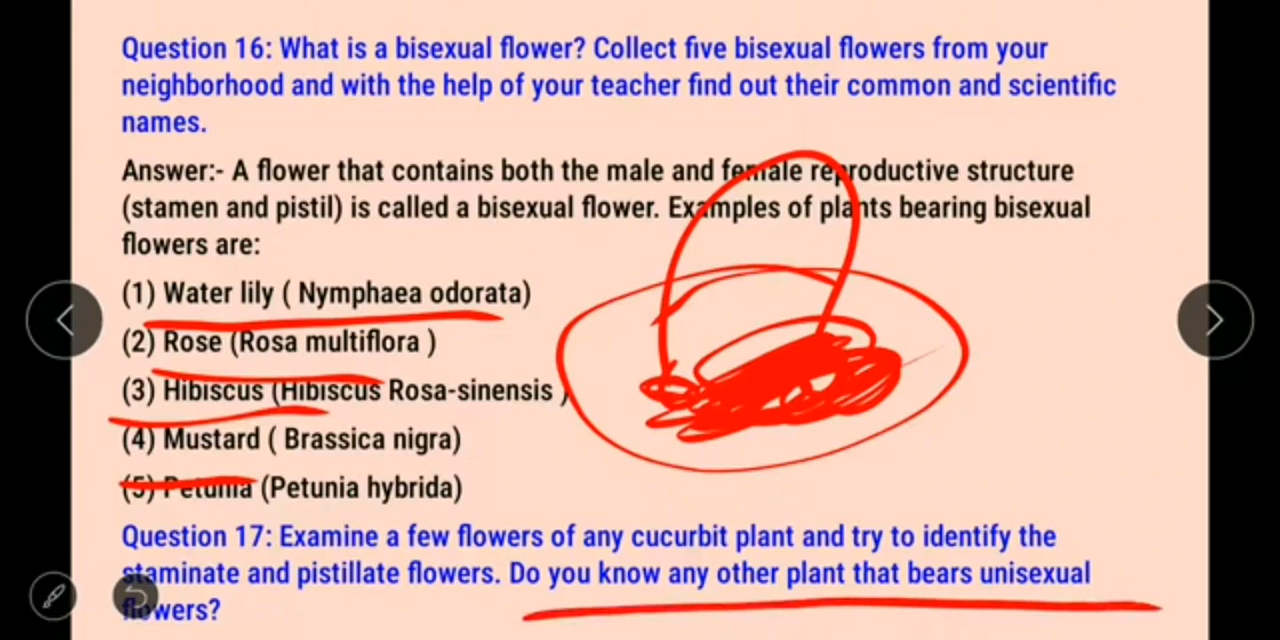 Question 16: What is a bisexual flower? Collect five bisexual flowers from your
neighborhood and with the help of your teacher find out their common and scientific
names.
Answer:- A flower that contains both the male and female reproductive structure
(stamen and pistil) is called a bisexual flower. Examples of plants bearing bisexual
flowers are:
(1) Water lily ( Nymphaea odorata)
(2) Rose (Rosa multiflora )
(3) Hibiscus (Hibiscus Rosa-sinensis )
(4) Mustard ( Brassica nigra)
(5) Petunia (Petunia hybrida)
Question 17: Examine a few flowers of any cucurbit plant and try to identify the
staminate and pistillate flowers. Do you know any other plant that bears unisexual
flowers?